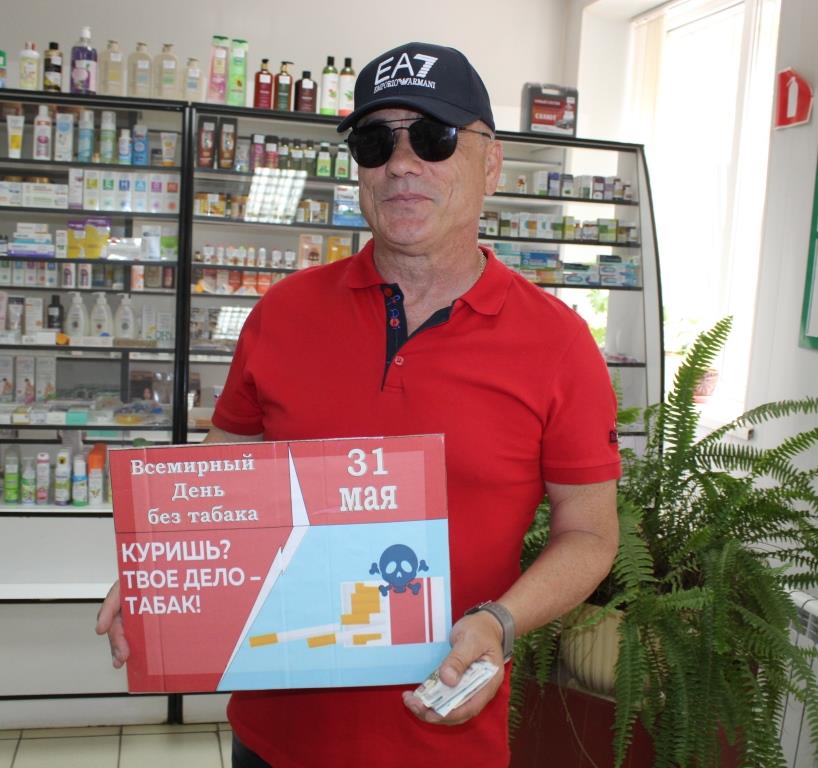 EA7
EMPORIO ARMANI
Всемирный
День
без табака
31
мая
КУРИШЬ?
ТВОЕ ДЕЛО –
ТАБАК!